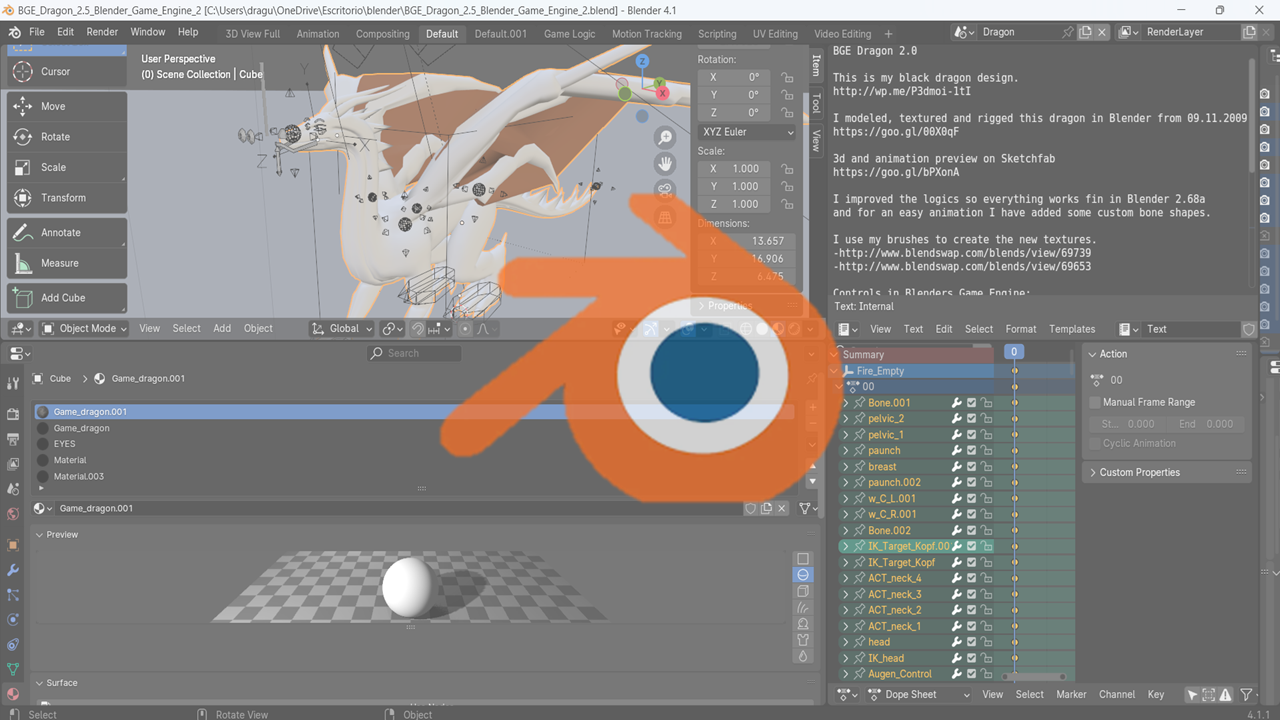 BGE_Dragon_2.5_Blender_Game_Engine_2 [C:\Users\dragu\OneDrive\Escritorio\blender\BGE_Dragon_2.5_Blender_Game_Engine_2.blend] - Blender 4.1
File Edit Render Window Help 3D View Full Animation Compositing Default Default.001 Game Logic Motion Tracking Scripting UV Editing Video Editing + Dragon RenderLayer
Cursor
Move
Rotate
Scale
Transform
Annotate
Measure
Add Cube
User Perspective
(0) Scene Collection | Cube
Z
Y
X
Rotation:
X 0°
Y 0°
Z 0°
XYZ Euler
Scale:
X 1.000
Y 1.000
Z 1.000
Dimensions:
X 13.657
Y 16.906
Z 6.475
Properties
Item
Tool
View
Object Mode View Select Add Object Global
BGE Dragon 2.0
This is my black dragon design.
http://wp.me/P3dmoi-1tI
I modeled, textured and rigged this dragon in Blender from 09.11.2009
https://goo.gl/00X0qF
3d and animation preview on Sketchfab
https://goo.gl/bPXonA
I improved the logics so everything works fin in Blender 2.68a
and for an easy animation I have added some custom bone shapes.
I use my brushes to create the new textures.
-http://www.blendswap.com/blends/view/69739
-http://www.blendswap.com/blends/view/69653
Controls in Blenders Game Engine:
Text: Internal
View Text Edit Select Format Templates Text
Search
Cube Game_dragon.001
Game_dragon.001
Game_dragon
EYES
Material
Material.003
Game_dragon.001
Preview
Surface
0
Summary
Fire_Empty
00
Bone.001
pelvic_2
pelvic_1
paunch
breast
paunch.002
w_C_L.001
w_C_R.001
Bone.002
IK_Target_Kopf.00
IK_Target_Kopf
ACT_neck_4
ACT_neck_3
ACT_neck_2
ACT_neck_1
head
IK_head
Augen_Control
Action
00
Manual Frame Range
St... 0.000 End 0.000
Cyclic Animation
Custom Properties
Dope Sheet View Select Marker Channel Key
Select Rotate View Object 4.1.1